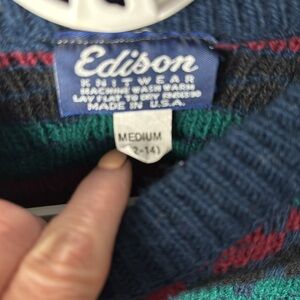 Edison
KNITWEAR
MACHINE WASH WARM
LAY FLAT TO DRY
MADE IN U.S.A.
MEDIUM
2-14)